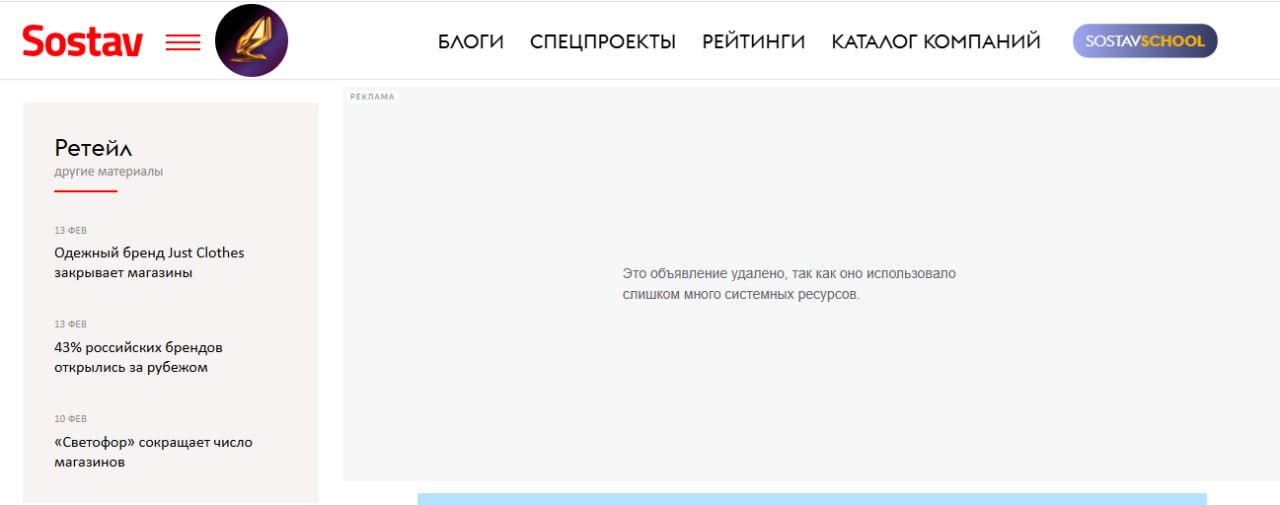 Sostav
БЛОГИ СПЕЦПРОЕКТЫ РЕЙТИНГИ КАТАЛОГ КОМПАНИЙ SOSTAVSCHOOL
РЕКЛАМА
Ретейл
другие материалы
13 ФЕВ
Одежный бренд Just Clothes
закрывает магазины
13 ФЕВ
43% российских брендов
открылись за рубежом
10 ФЕВ
«Светофор» сокращает число
магазинов
Это объявление удалено, так как оно использовало
слишком много системных ресурсов.